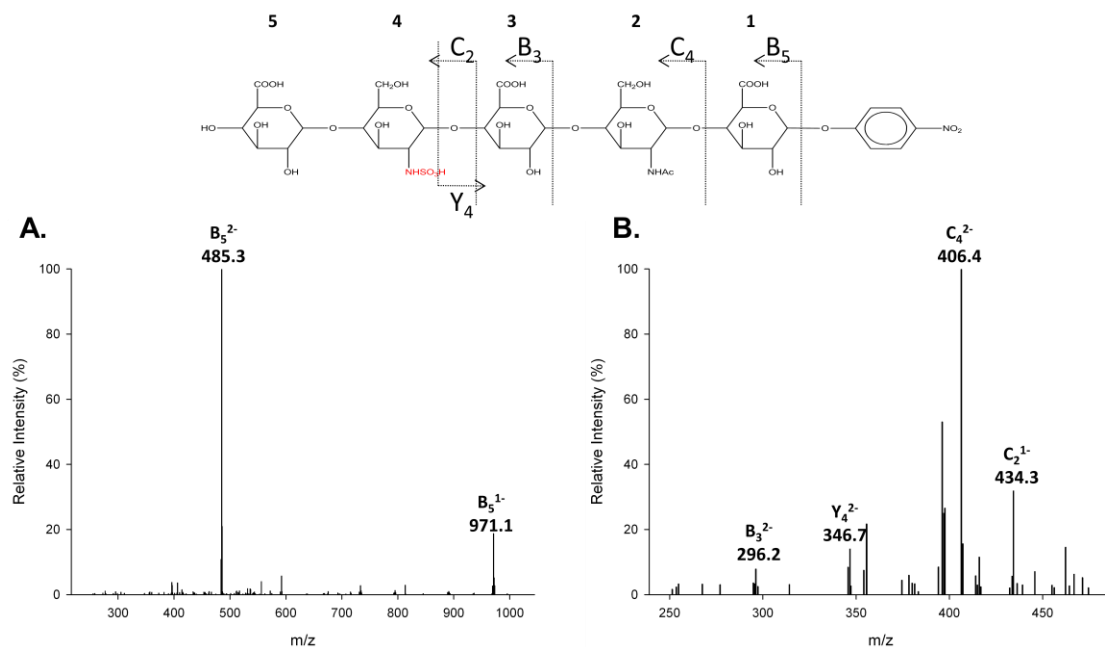 5 4 3 2 1
C2 B3 C4 B5
COOH CH2OH COOH CH2OH COOH
O O O O O
HO OH O OH O OH O OH O OH O NO2
OH NHSO3H OH NHAc OH
Y4
A. B.
B5 2-
485.3
B5 1-
971.1
Relative Intensity (%)
100
80
60
40
20
0
300 400 500 600 700 800 900 1000
m/z
C4 2-
406.4
C2 1-
434.3
Y4 2-
346.7
B3 2-
296.2
Relative Intensity (%)
100
80
60
40
20
0
250 300 350 400 450
m/z